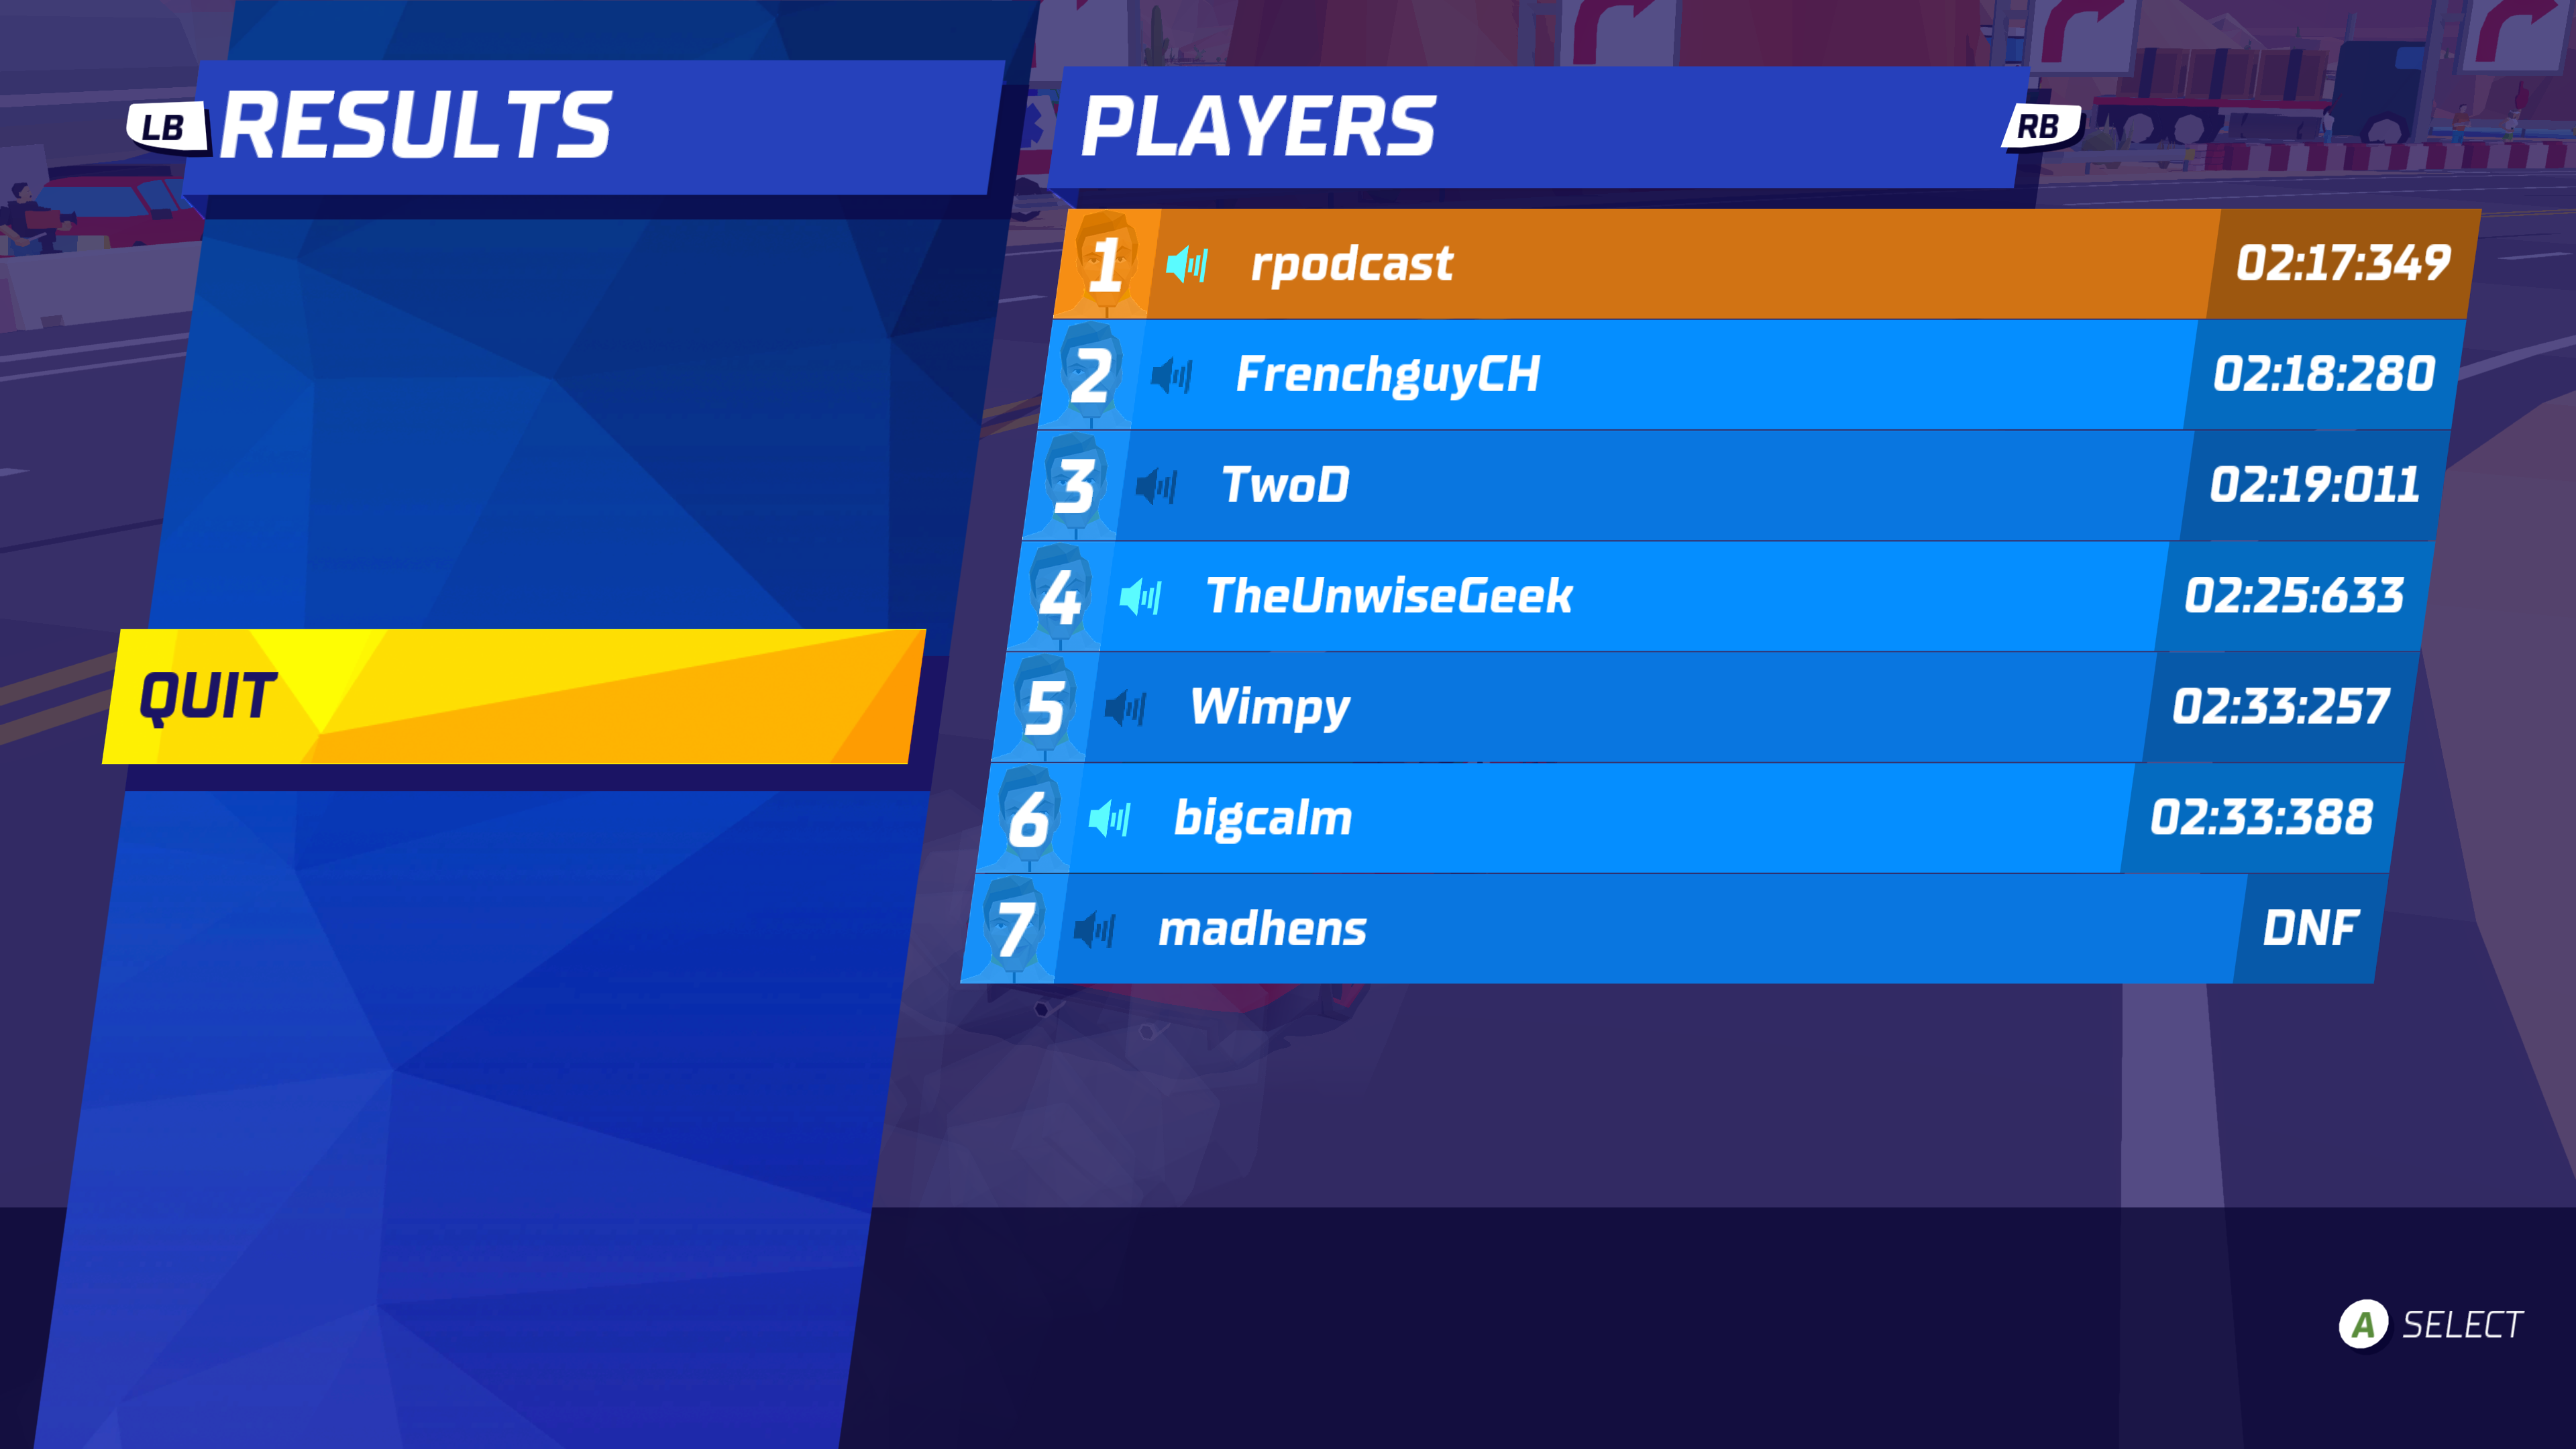 LB RESULTS
PLAYERS RB
1 rpodcast 02:17:349
2 FrenchguyCH 02:18:280
3 TwoD 02:19:011
4 TheUnwiseGeek 02:25:633
5 Wimpy 02:33:257
6 bigcalm 02:33:388
7 madhens DNF
QUIT
A SELECT